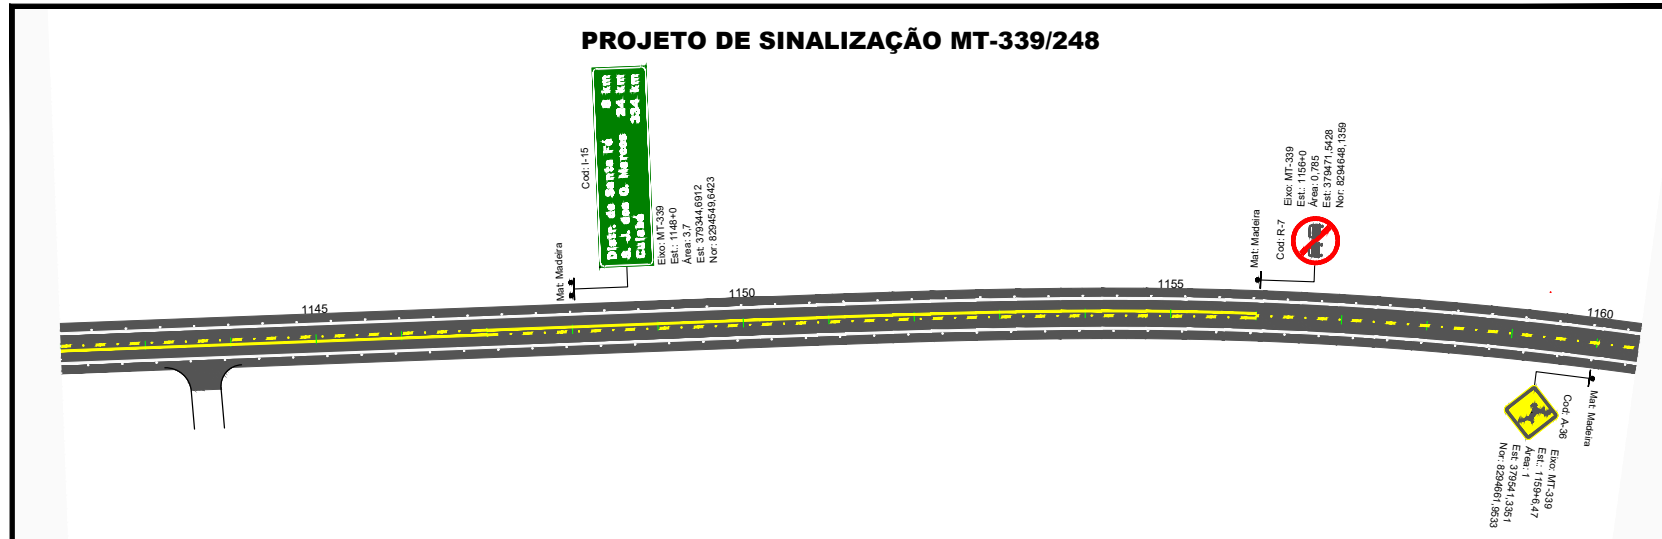 PROJETO DE SINALIZAÇÃO MT-339/248
Cod: I-15
Distr. de Santa Fé 8 km
S. J. dos Q. Marcos 24 km
Cuiabá 334 km
Mat: Madeira
Eixo: MT-339
Est.: 1148+0
Área: 3,7
Est: 379344,6912
Nor: 8294549,6423
Mat: Madeira
Cod: R-7
Eixo: MT-339
Est.: 1156+0
Área: 0,785
Est: 379471,5428
Nor: 8294648,1359
1145
1150
1155
1160
Mat: Madeira
Cod: A-36
Eixo: MT-339
Est.: 1159+6,47
Área: 1
Est: 379541,3351
Nor: 8294661,9533